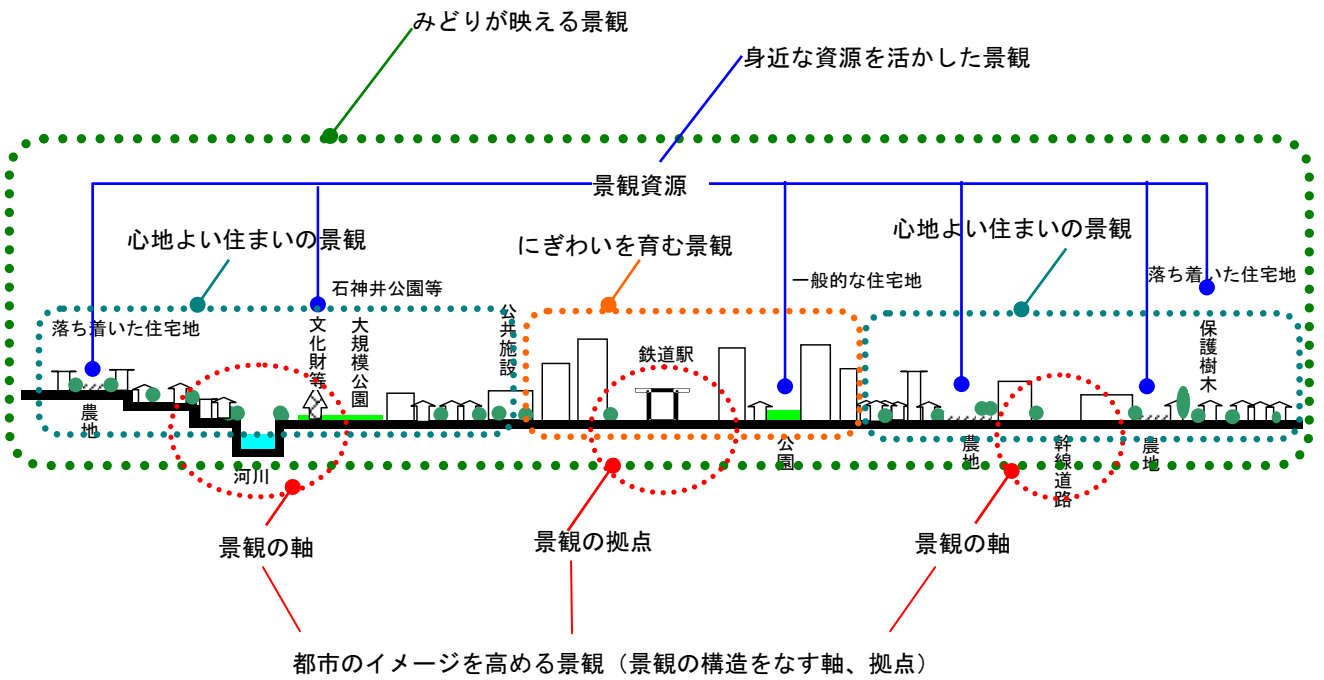 みどりが映える景観
身近な資源を活かした景観
景観資源
心地よい住まいの景観
にぎわいを育む景観
心地よい住まいの景観
石神井公園等
一般的な住宅地
落ち着いた住宅地
落ち着いた住宅地
文化財等
大規模公園
公共施設
鉄道駅
保護樹木
農地
河川
公園
農地
幹線道路
農地
景観の軸
景観の拠点
景観の軸
都市のイメージを高める景観（景観の構造をなす軸、拠点）